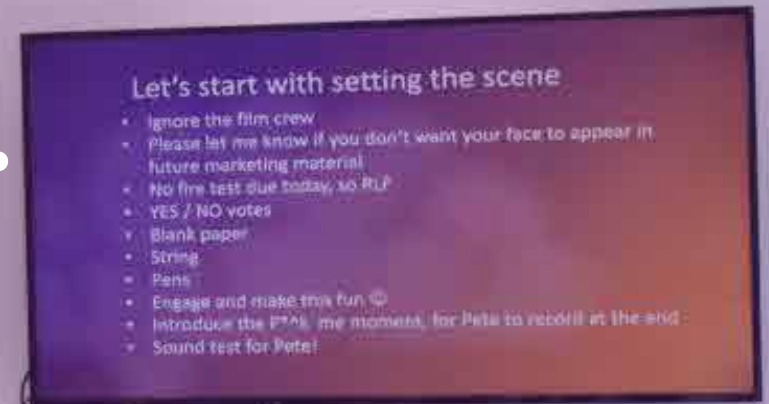 Let's start with setting the scene
• Ignore the film crew
• Please let me know if you don't want your face to appear in
future marketing material
• No fire test due today, so RLF
• YES / NO votes
• Blank paper
• String
• Pens
• Engage and make this fun ☺
• Introduce the me moment, for Pete to record at the end
• Sound test for Pete!